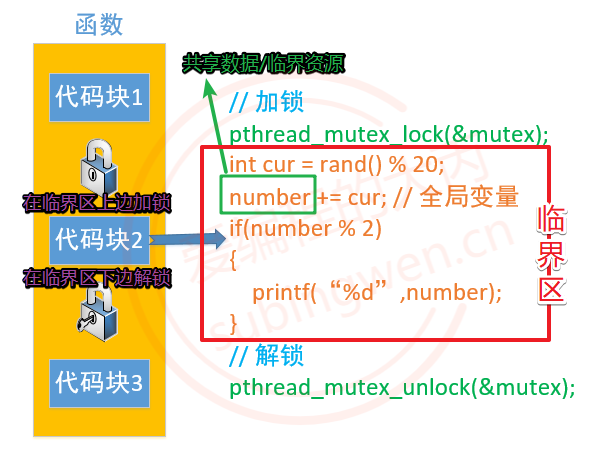 函数
代码块1
在临界区上边加锁
代码块2
在临界区下边解锁
代码块3
共享数据/临界资源
// 加锁
pthread_mutex_lock(&mutex);
int cur = rand() % 20;
number += cur; // 全局变量
if(number % 2)
{
printf(“%d”,number);
}
// 解锁
pthread_mutex_unlock(&mutex);
临界区
subingwen.cn